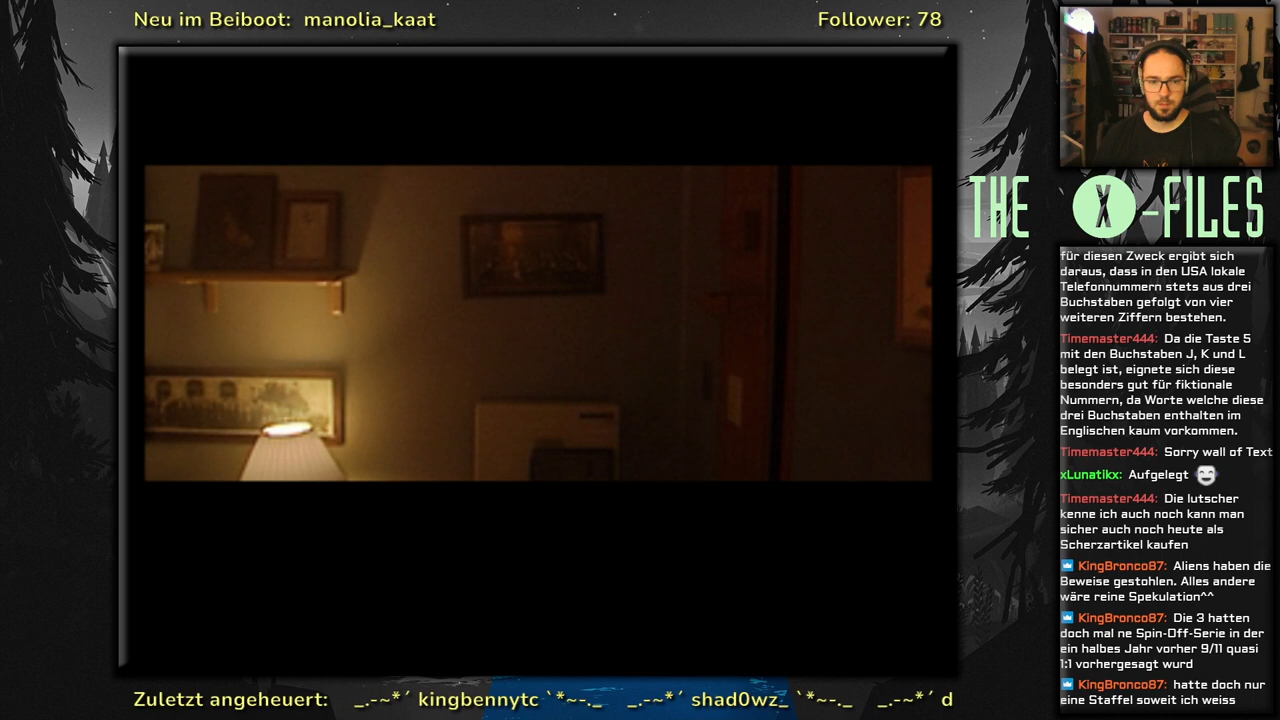 Neu im Beiboot: manolia_kaat
Follower: 78
THE X-FILES
für diesen Zweck ergibt sich
daraus, dass in den USA lokale
Telefonnummern stets aus drei
Buchstaben gefolgt von vier
weiteren Ziffern bestehen.
Timemaster444: Da die Taste 5
mit den Buchstaben J, K und L
belegt ist, eignete sich diese
besonders gut für fiktionale
Nummern, da Worte welche diese
drei Buchstaben enthalten im
Englischen kaum vorkommen.
Timemaster444: Sorry wall of Text
xLunatikx: Aufgelegt
Timemaster444: Die lutscher
kenne ich auch noch kann man
sicher auch noch heute als
Scherzartikel kaufen
KingBronco87: Aliens haben die
Beweise gestohlen. Alles andere
wäre reine Spekulation^^
KingBronco87: Die 3 hatten
doch mal ne Spin-Off-Serie in der
ein halbes Jahr vorher 9/11 quasi
1:1 vorhergesagt wurd
KingBronco87: hatte doch nur
eine Staffel soweit ich weiss
Zuletzt angeheuert: _.-~*´ kingbennytc `*~-._ _.-~*´ shad0wz_ `*~-._ _.-~*´ d